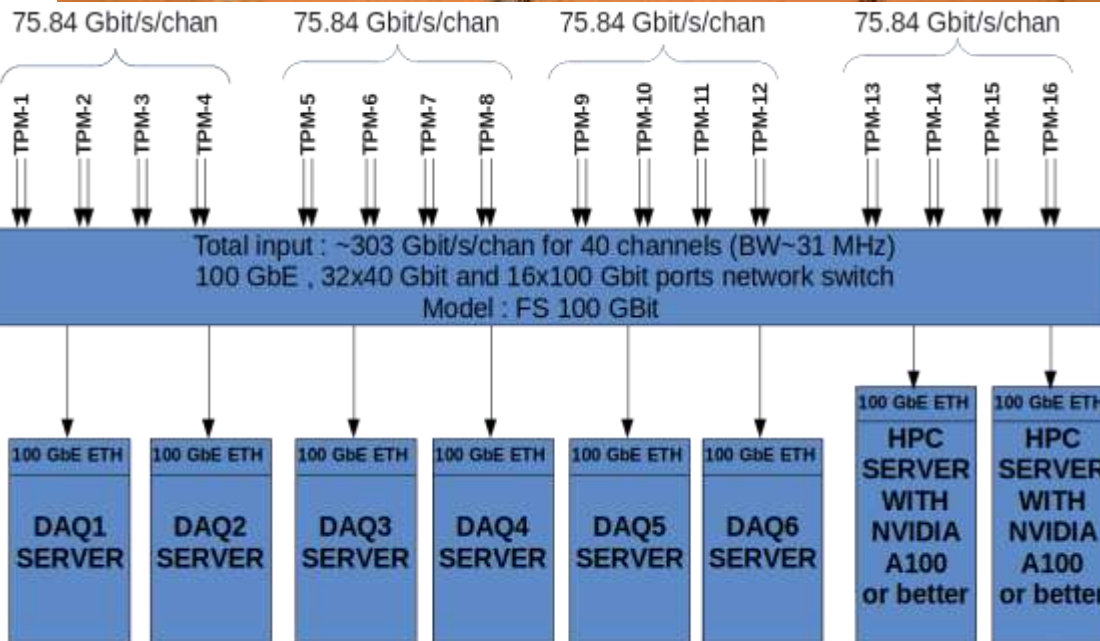 75.84 Gbit/s/chan
75.84 Gbit/s/chan
75.84 Gbit/s/chan
75.84 Gbit/s/chan
TPM-1
TPM-2
TPM-3
TPM-4
TPM-5
TPM-6
TPM-7
TPM-8
TPM-9
TPM-10
TPM-11
TPM-12
TPM-13
TPM-14
TPM-15
TPM-16
Total input : ~303 Gbit/s/chan for 40 channels (BW~31 MHz)
100 GbE , 32x40 Gbit and 16x100 Gbit ports network switch
Model : FS 100 GBit
100 GbE ETH
DAQ1
SERVER
100 GbE ETH
DAQ2
SERVER
100 GbE ETH
DAQ3
SERVER
100 GbE ETH
DAQ4
SERVER
100 GbE ETH
DAQ5
SERVER
100 GbE ETH
DAQ6
SERVER
100 GbE ETH
HPC
SERVER
WITH
NVIDIA
A100
or better
100 GbE ETH
HPC
SERVER
WITH
NVIDIA
A100
or better